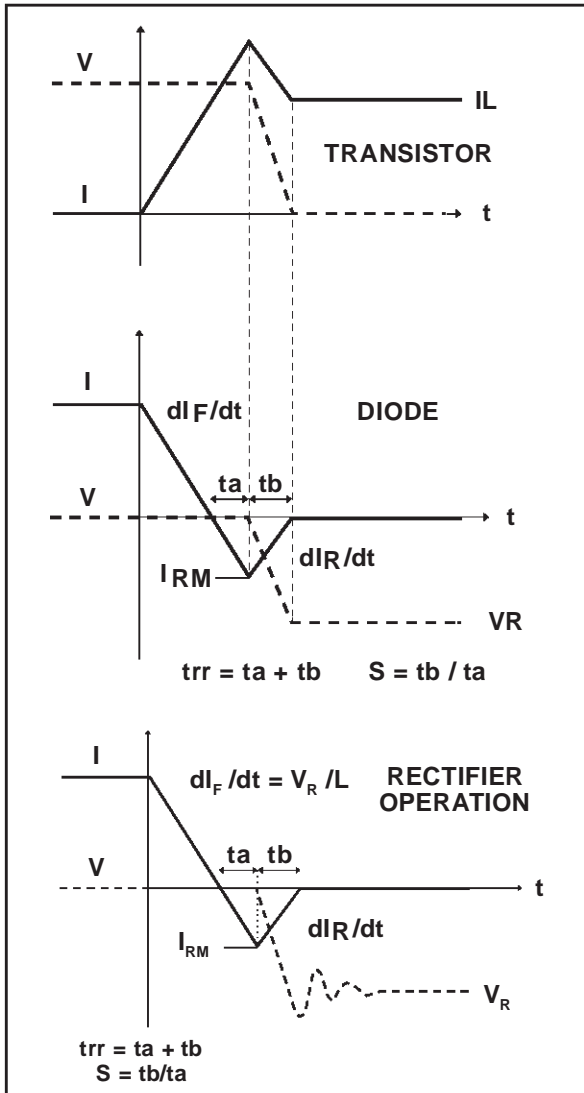 V
IL
TRANSISTOR
I
t
I
dIF/dt
DIODE
ta tb
V
t
IRM
dIR/dt
VR
trr = ta + tb S = tb / ta
I
dIF/dt = VR/L
RECTIFIER
OPERATION
ta tb
V
t
IRM
dIR/dt
VR
trr = ta + tb
S = tb/ta